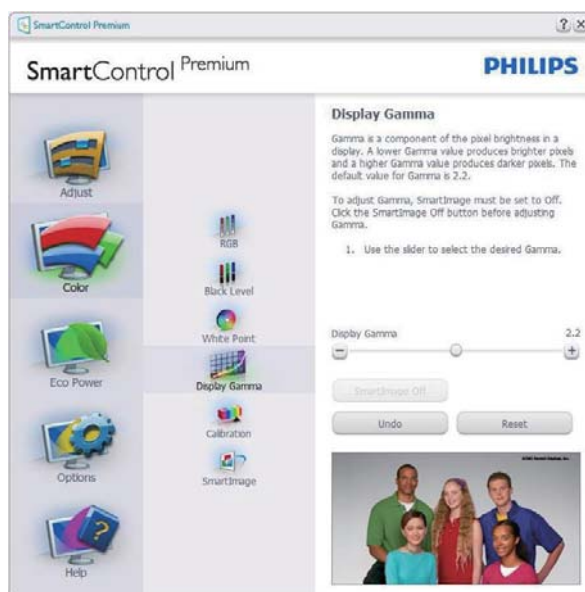 SmartControl Premium
SmartControl Premium
PHILIPS
Adjust
Color
Eco Power
Options
Help
RGB
Black Level
White Point
Display Gamma
Calibration
SmartImage
Display Gamma
Gamma is a component of the pixel brightness in a
display. A lower Gamma value produces brighter pixels
and a higher Gamma value produces darker pixels. The
default value for Gamma is 2.2.
To adjust Gamma, SmartImage must be set to Off.
Click the SmartImage Off button before adjusting
Gamma.
1. Use the slider to select the desired Gamma.
Display Gamma 2.2
SmartImage Off
Undo Reset